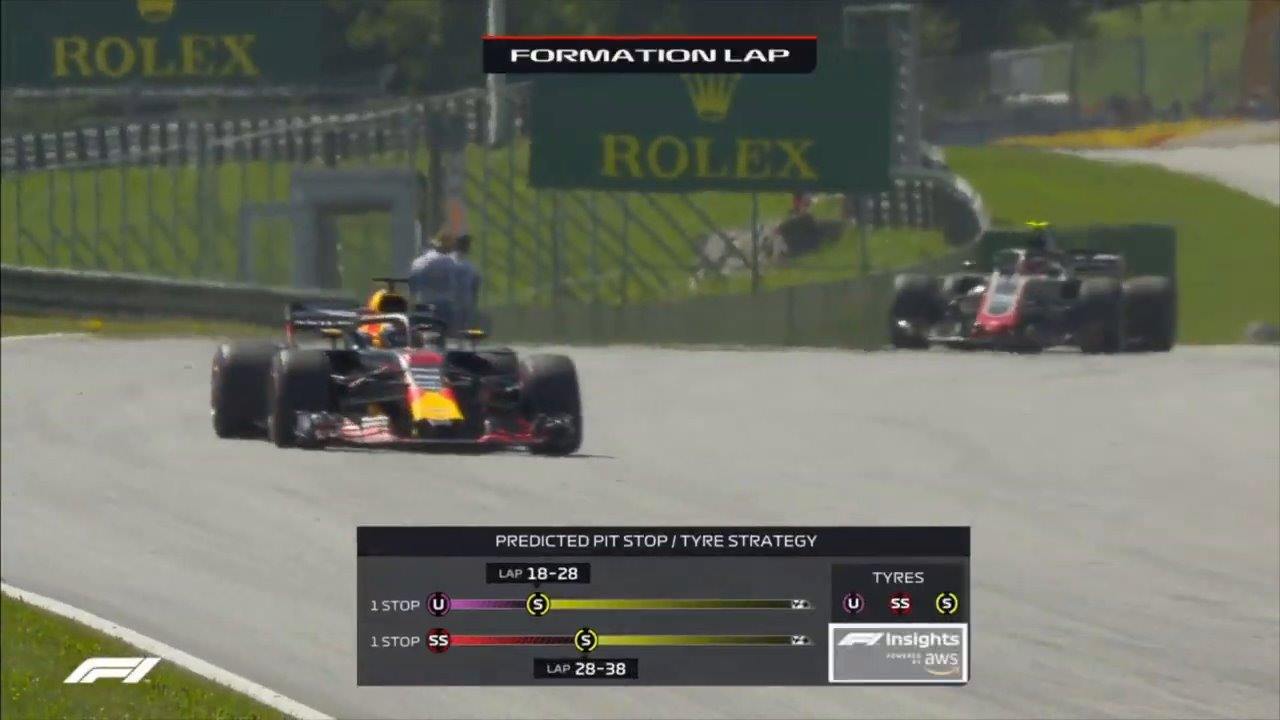 ROLEX
FORMATION LAP
ROLEX
PREDICTED PIT STOP / TYRE STRATEGY
LAP 18-28
1 STOP U S
1 STOP SS S
LAP 28-38
TYRES
U SS S
F1 Insights
POWERED BY aws
F1